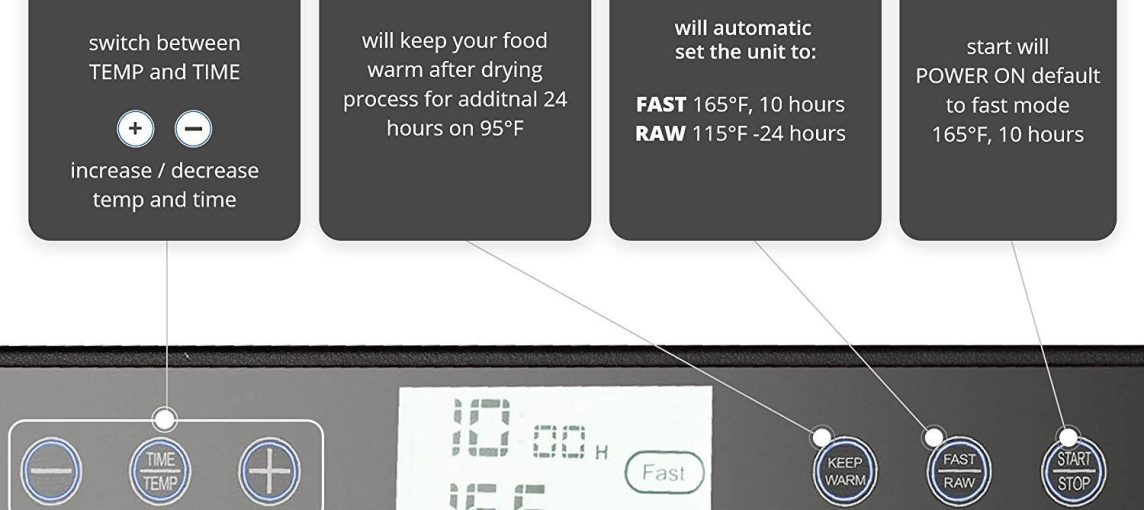 switch between
TEMP and TIME
+ −
increase / decrease
temp and time
will keep your food
warm after drying
process for additnal 24
hours on 95°F
will automatic
set the unit to:
FAST 165°F, 10 hours
RAW 115°F -24 hours
start will
POWER ON default
to fast mode
165°F, 10 hours
10 00 H
Fast
165
−
TIME
TEMP
+
KEEP
WARM
FAST
RAW
START
STOP